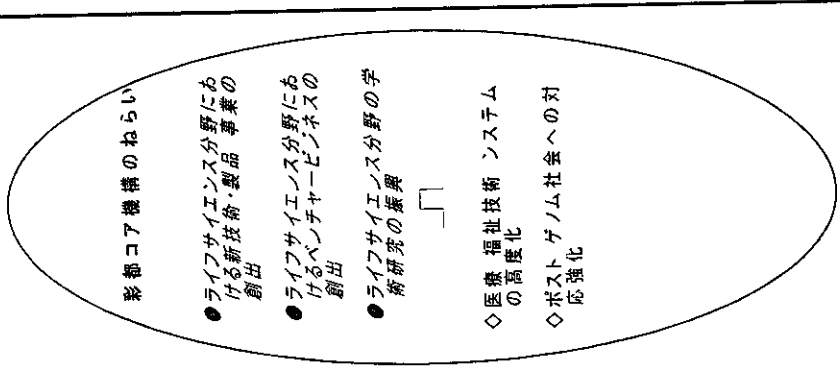 彩都コア機構のねらい
●ライフサイエンス分野にお
ける新技術・製品 事業の
創出
●ライフサイエンス分野にお
けるベンチャービジネスの
創出
●ライフサイエンス分野の学
術研究の振興
◇医療 福祉技術 システム
の高度化
◇ポスト ゲノム社会への対
応強化